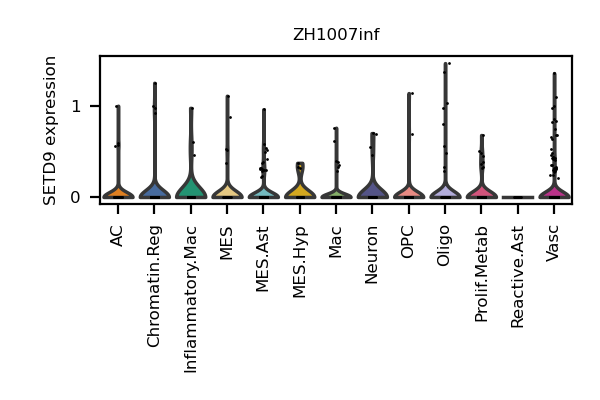 ZH1007inf
SETD9 expression
1
0
AC
Chromatin.Reg
Inflammatory.Mac
MES
MES.Ast
MES.Hyp
Mac
Neuron
OPC
Oligo
Prolif.Metab
Reactive.Ast
Vasc